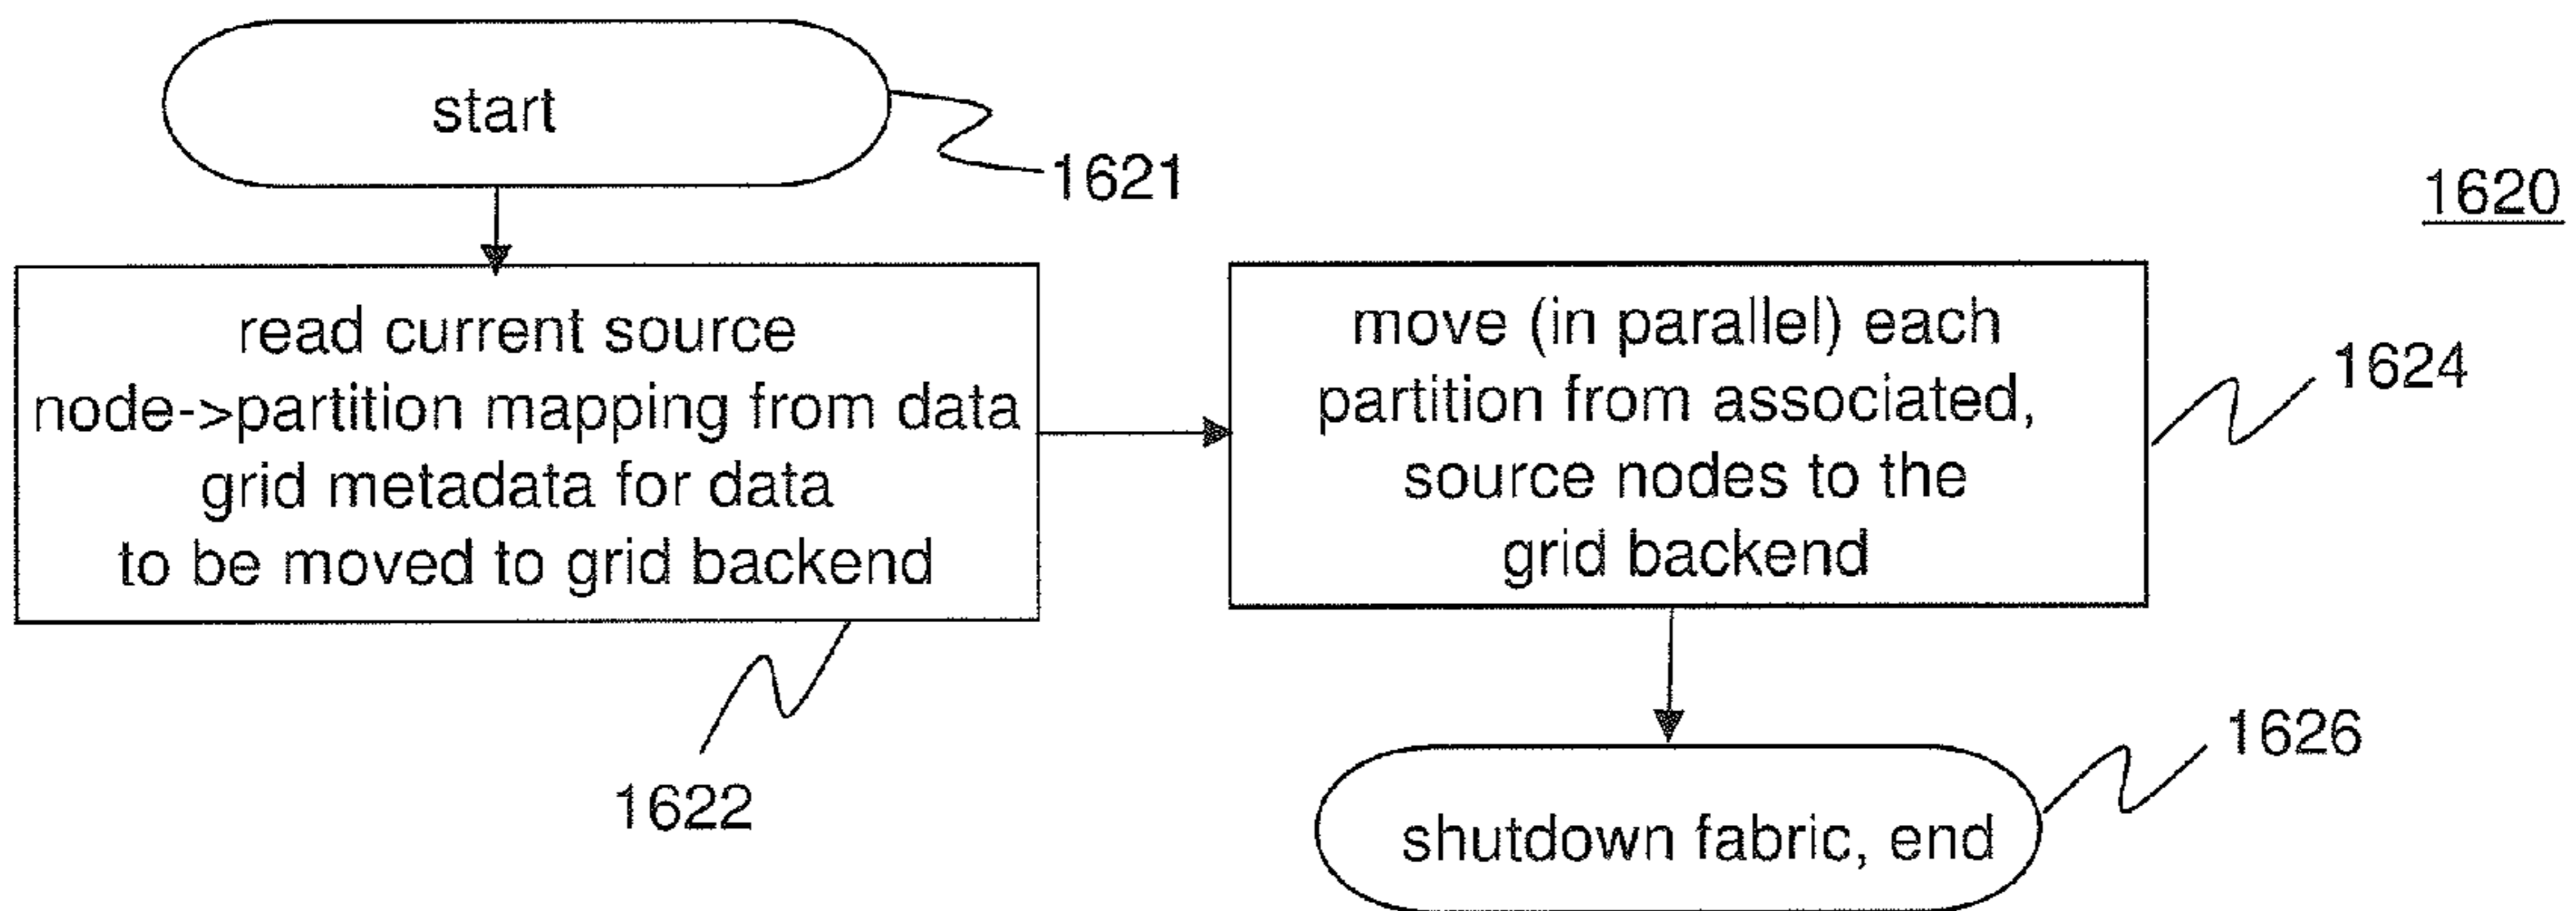 start
1621
1620
read current source
node->partition mapping from data
grid metadata for data
to be moved to grid backend
1622
move (in parallel) each
partition from associated,
source nodes to the
grid backend
1624
shutdown fabric, end
1626